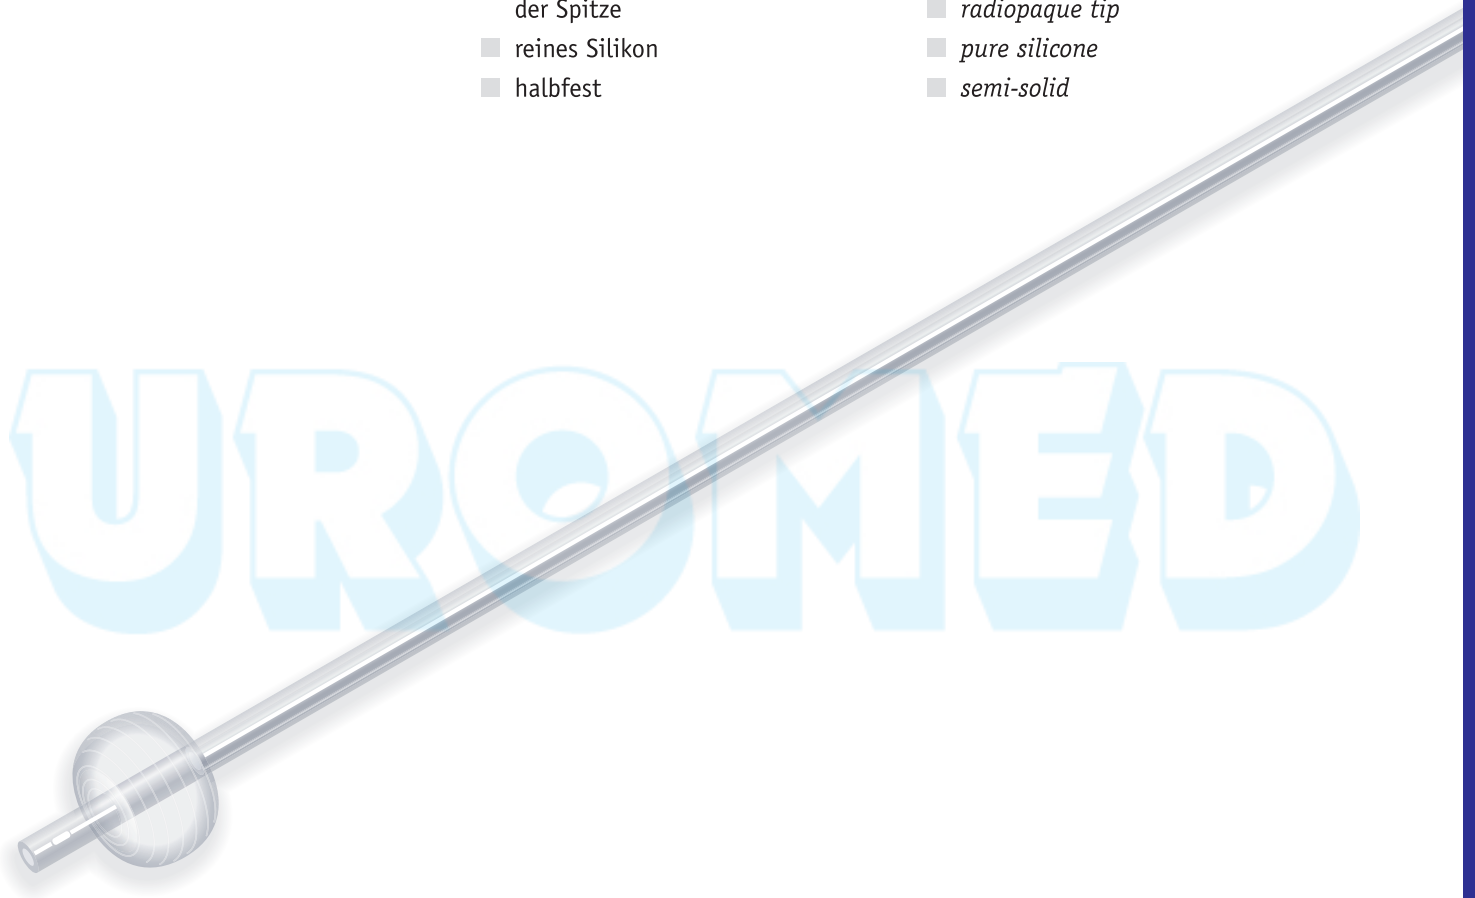 der Spitze
reines Silikon
halbfest
radiopaque tip
pure silicone
semi-solid
UROMED